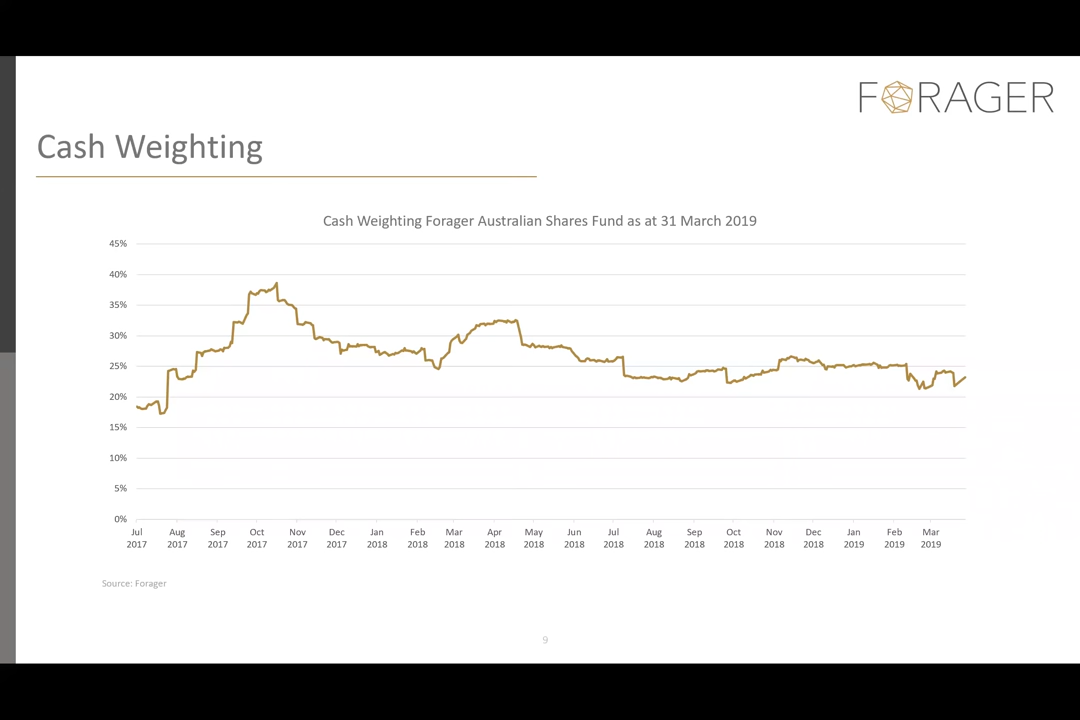 FORAGER
Cash Weighting
Cash Weighting Forager Australian Shares Fund as at 31 March 2019
45%
40%
35%
30%
25%
20%
15%
10%
5%
0%
Jul Aug Sep Oct Nov Dec Jan Feb Mar Apr May Jun Jul Aug Sep Oct Nov Dec Jan Feb Mar
2017 2017 2017 2017 2017 2017 2018 2018 2018 2018 2018 2018 2018 2018 2018 2018 2018 2018 2019 2019 2019
Source: Forager
9